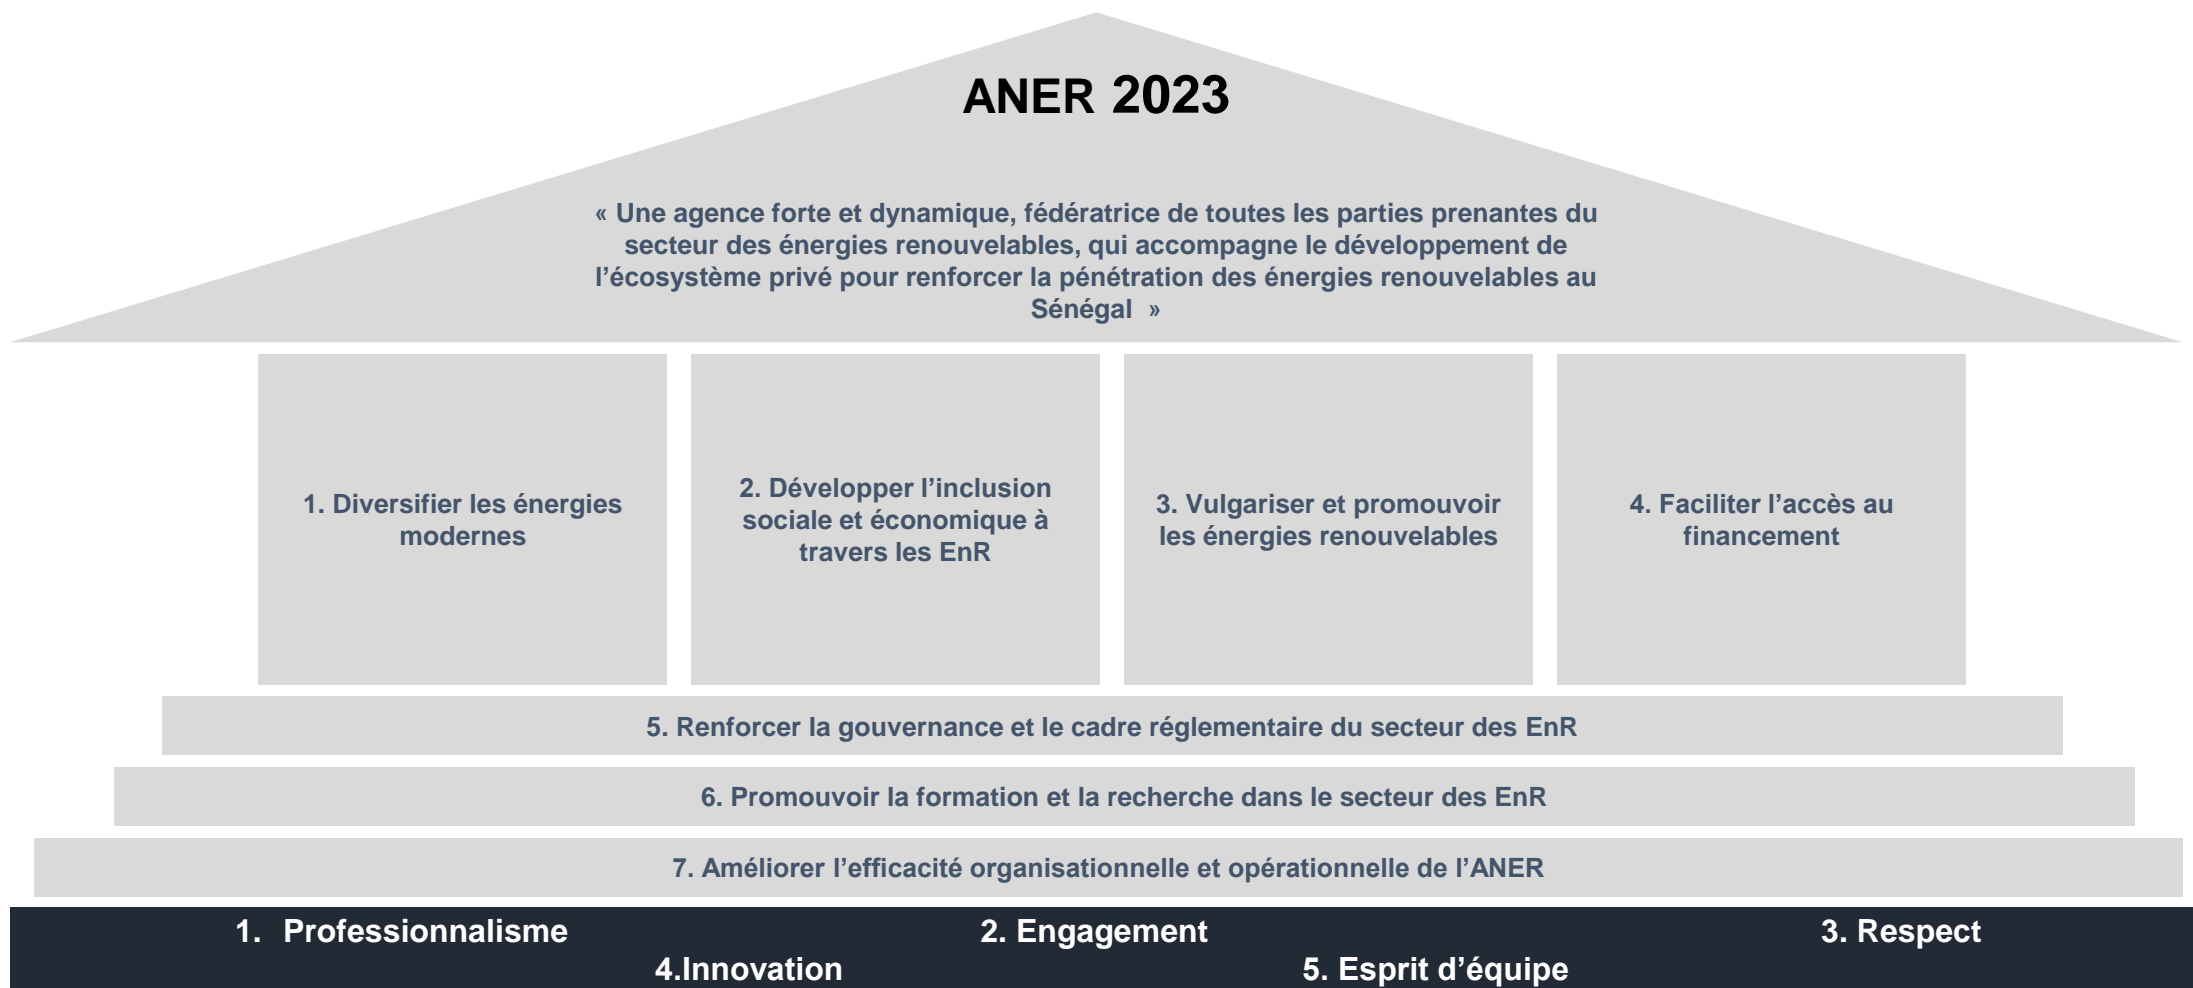 ANER 2023
« Une agence forte et dynamique, fédératrice de toutes les parties prenantes du
secteur des énergies renouvelables, qui accompagne le développement de
l’écosystème privé pour renforcer la pénétration des énergies renouvelables au
Sénégal »
1. Diversifier les énergies
modernes
2. Développer l’inclusion
sociale et économique à
travers les EnR
3. Vulgariser et promouvoir
les énergies renouvelables
4. Faciliter l’accès au
financement
5. Renforcer la gouvernance et le cadre réglementaire du secteur des EnR
6. Promouvoir la formation et la recherche dans le secteur des EnR
7. Améliorer l’efficacité organisationnelle et opérationnelle de l’ANER
1. Professionnalisme 2. Engagement 3. Respect
4.Innovation 5. Esprit d’équipe